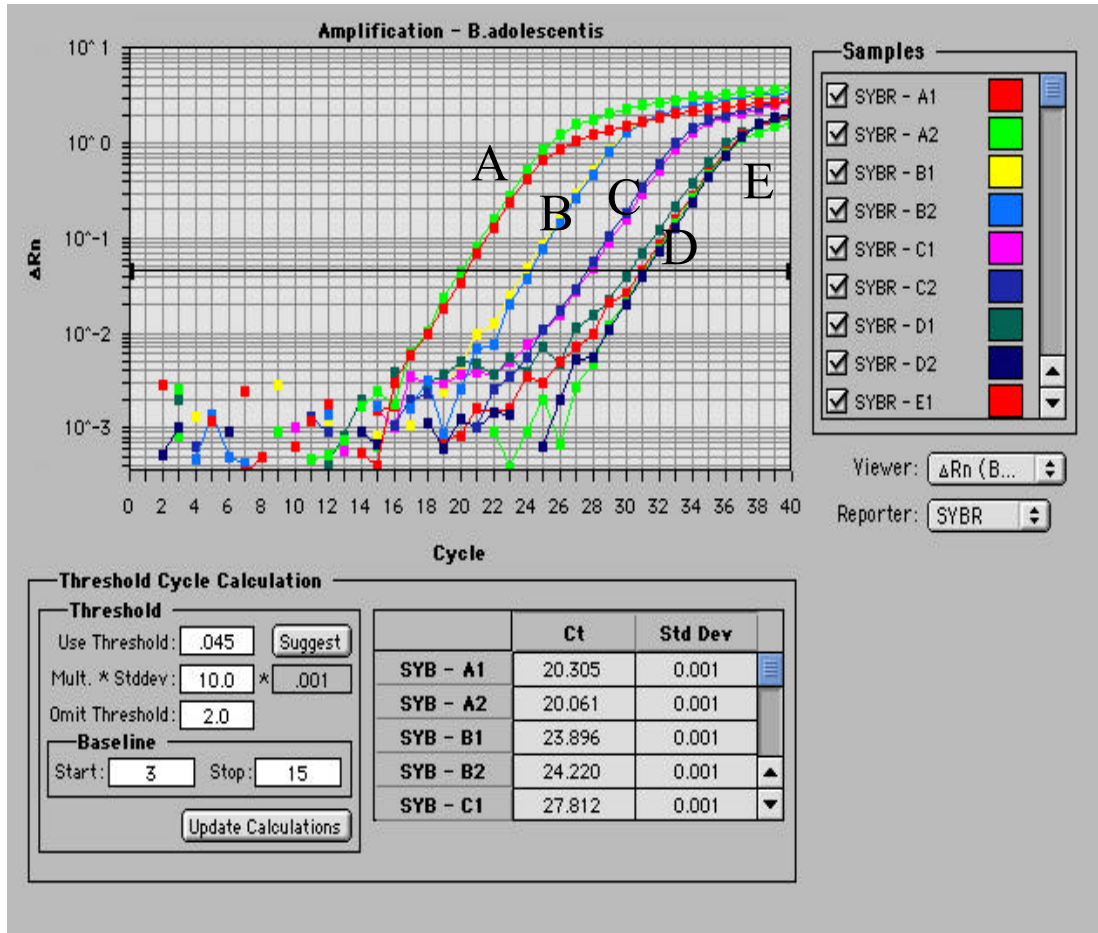 Amplification - B.adolescentis
10^1
10^0
10^-1
10^-2
10^-3
ΔRn
A
B
C
D
E
0 2 4 6 8 10 12 14 16 18 20 22 24 26 28 30 32 34 36 38 40
Cycle
Samples
SYBR - A1
SYBR - A2
SYBR - B1
SYBR - B2
SYBR - C1
SYBR - C2
SYBR - D1
SYBR - D2
SYBR - E1
Viewer: ΔRn (B...
Reporter: SYBR
Threshold Cycle Calculation
Threshold
Use Threshold: .045 Suggest
Mult. * Stddev: 10.0 * .001
Omit Threshold: 2.0
Baseline
Start: 3 Stop: 15
Update Calculations
Ct Std Dev
SYB - A1 20.305 0.001
SYB - A2 20.061 0.001
SYB - B1 23.896 0.001
SYB - B2 24.220 0.001
SYB - C1 27.812 0.001